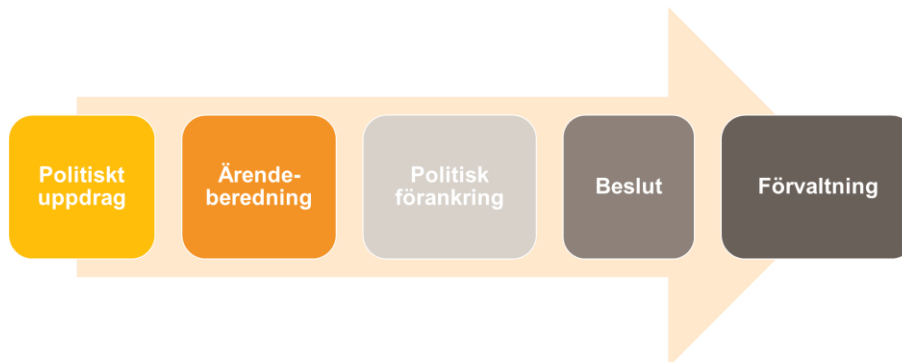 Politiskt
uppdrag
Ärende-
beredning
Politisk
förankring
Beslut
Förvaltning